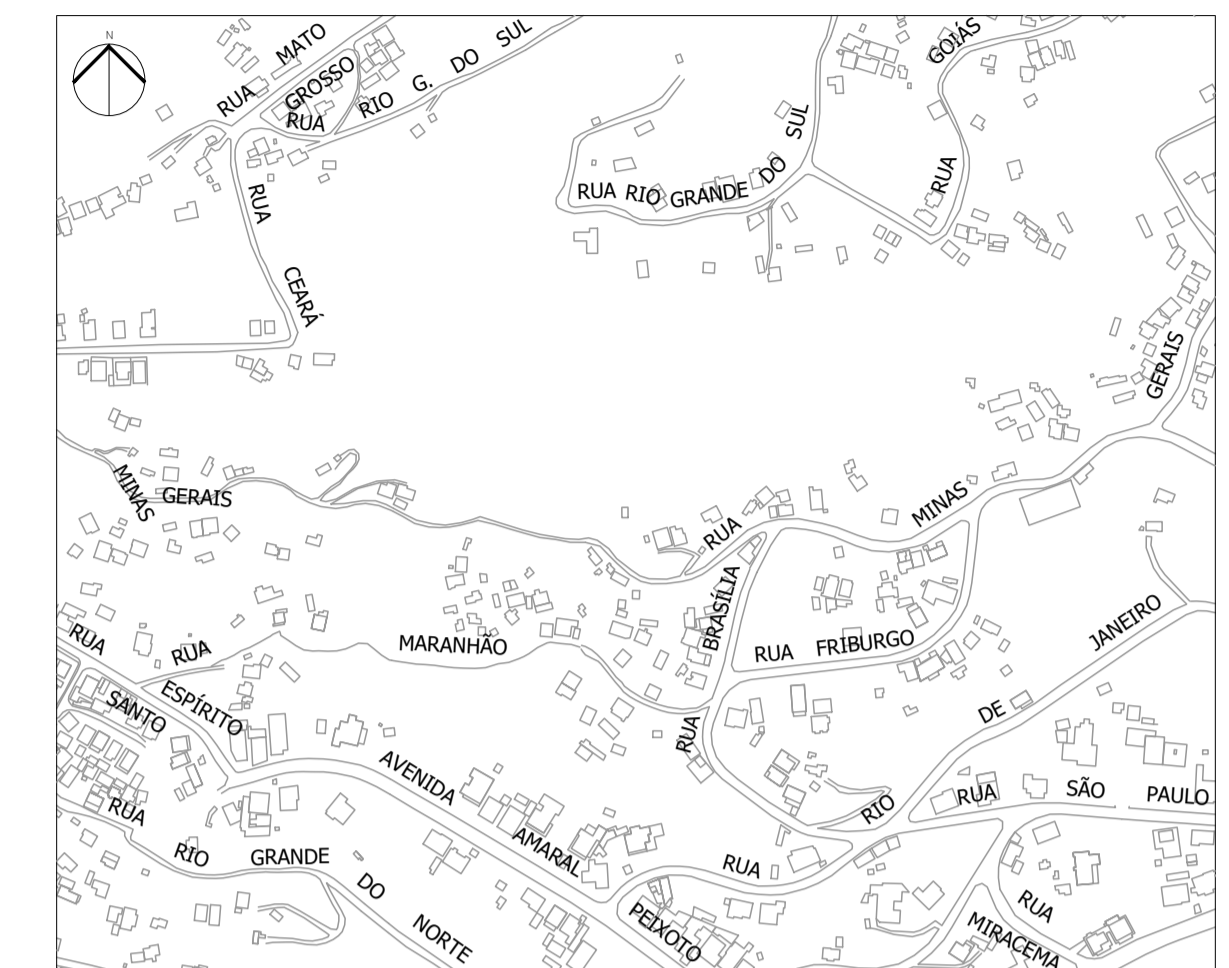 N
RUA MATO GROSSO
RUA RIO G. DO SUL
RUA CEARÁ
RUA RIO GRANDE DO SUL
RUA GOIÁS
MINAS GERAIS
RUA MINAS GERAIS
RUA BRASÍLIA
RUA FRIBURGO
RUA MARANHÃO
RUA ESPÍRITO SANTO
AVENIDA AMARAL PEIXOTO
RUA RIO DE JANEIRO
RUA SÃO PAULO
RUA RIO GRANDE DO NORTE
RUA MIRACEMA